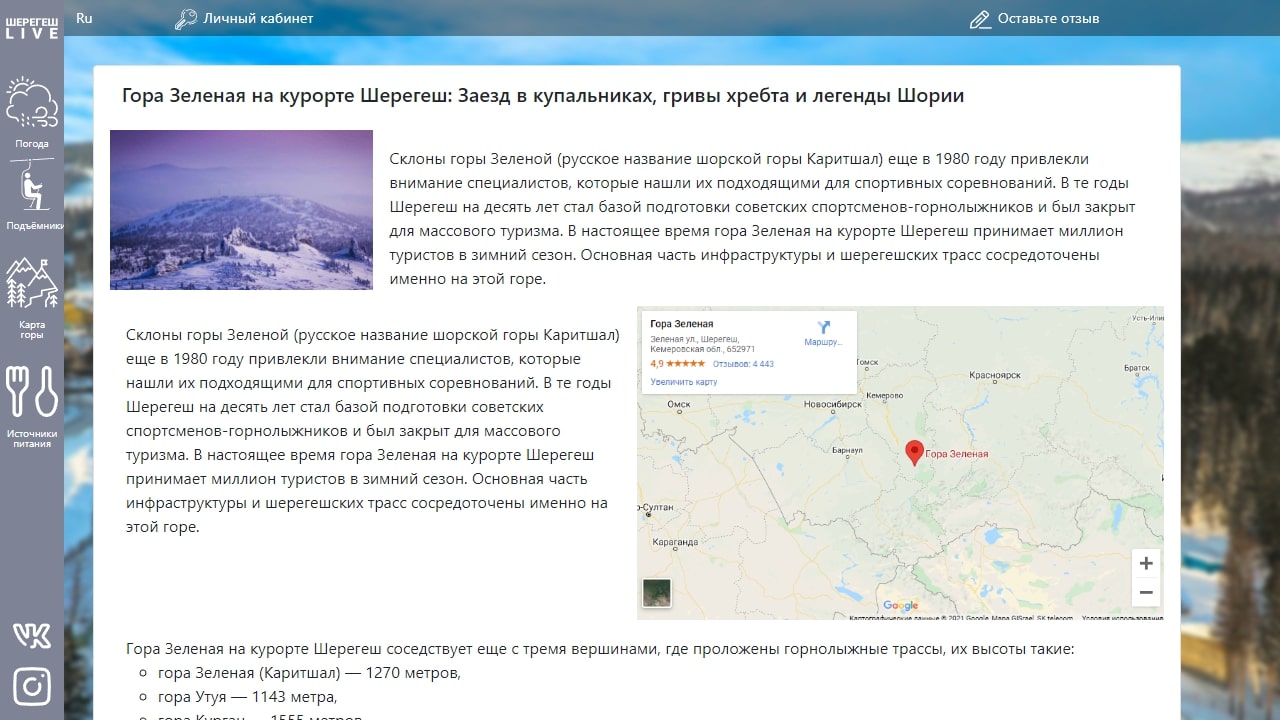 ШЕРЕГЕШ
LIVE
Ru
Личный кабинет
Оставьте отзыв
Погода
Подъёмники
Карта
горы
Источники
питания
Гора Зеленая на курорте Шерегеш: Заезд в купальниках, гривы хребта и легенды Шории
Склоны горы Зеленой (русское название шорской горы Каритшал) еще в 1980 году привлекли
внимание специалистов, которые нашли их подходящими для спортивных соревнований. В те годы
Шерегеш на десять лет стал базой подготовки советских спортсменов-горнолыжников и был закрыт
для массового туризма. В настоящее время гора Зеленая на курорте Шерегеш принимает миллион
туристов в зимний сезон. Основная часть инфраструктуры и шерегешских трасс сосредоточены
именно на этой горе.
Склоны горы Зеленой (русское название шорской горы Каритшал)
еще в 1980 году привлекли внимание специалистов, которые
нашли их подходящими для спортивных соревнований. В те годы
Шерегеш на десять лет стал базой подготовки советских
спортсменов-горнолыжников и был закрыт для массового
туризма. В настоящее время гора Зеленая на курорте Шерегеш
принимает миллион туристов в зимний сезон. Основная часть
инфраструктуры и шерегешских трасс сосредоточены именно на
этой горе.
Гора Зеленая
Зеленая ул., Шерегеш,
Кемеровская обл., 652971
Маршру...
4,9 ★★★★★ Отзывов: 4 443
Увеличить карту
Усть-Или
Томск
Красноярск
Братск
Омск
Новосибирск
Кемерово
Барнаул
Гора Зеленая
р-Султан
Караганда
Google
Картографические данные © 2021 Google, Mapa GISrael, SK telecom
Условия использования
Гора Зеленая на курорте Шерегеш соседствует еще с тремя вершинами, где проложены горнолыжные трассы, их высоты такие:
гора Зеленая (Каритшал) — 1270 метров,
гора Утуя — 1143 метра,
гора Курган — 1555 метров